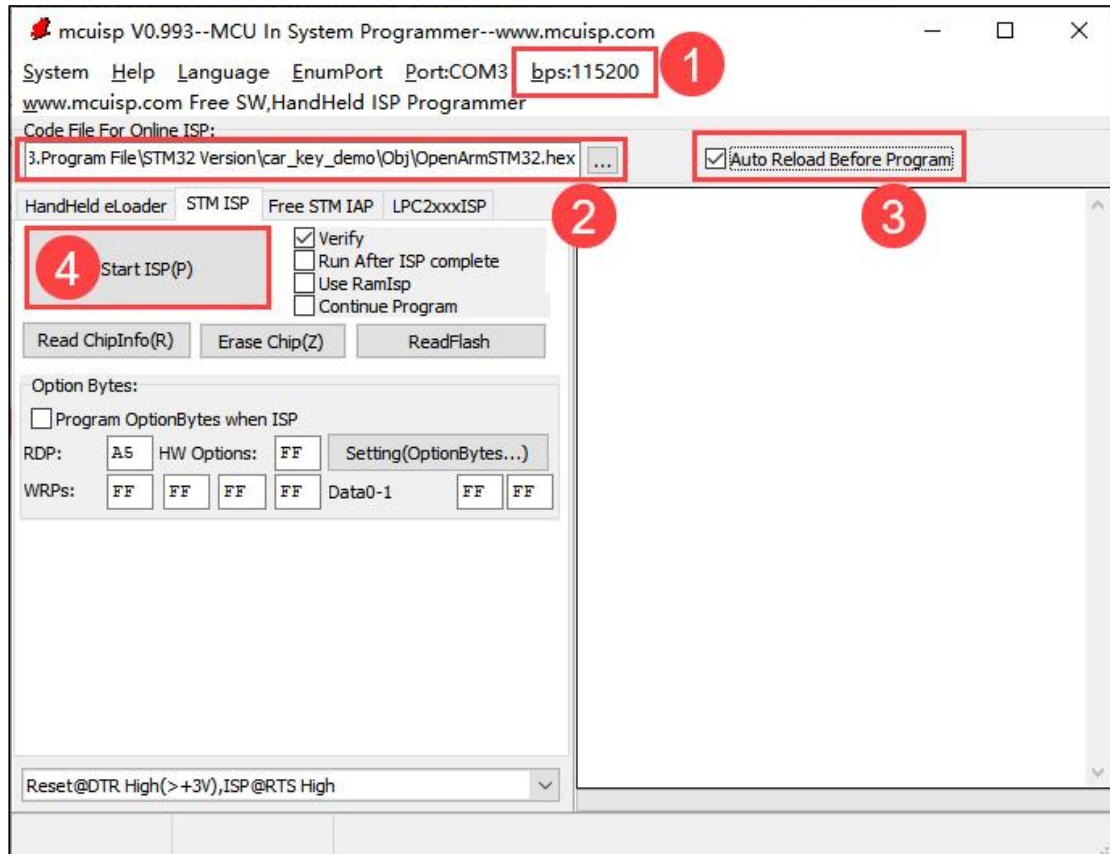 mcuisp V0.993--MCU In System Programmer--www.mcuisp.com
System Help Language EnumPort Port:COM3 bps:115200
1
www.mcuisp.com Free SW,HandHeld ISP Programmer
Code File For Online ISP:
3.Program File\STM32 Version\car_key_demo\Obj\OpenArmSTM32.hex ... Auto Reload Before Program
2
3
HandHeld eLoader STM ISP Free STM IAP LPC2xxxISP
4 Start ISP(P)
Verify
Run After ISP complete
Use RamIsp
Continue Program
Read ChipInfo(R) Erase Chip(Z) ReadFlash
Option Bytes:
Program OptionBytes when ISP
RDP: A5 HW Options: FF Setting(OptionBytes...)
WRPs: FF FF FF FF Data0-1 FF FF
Reset@DTR High(>+3V),ISP@RTS High